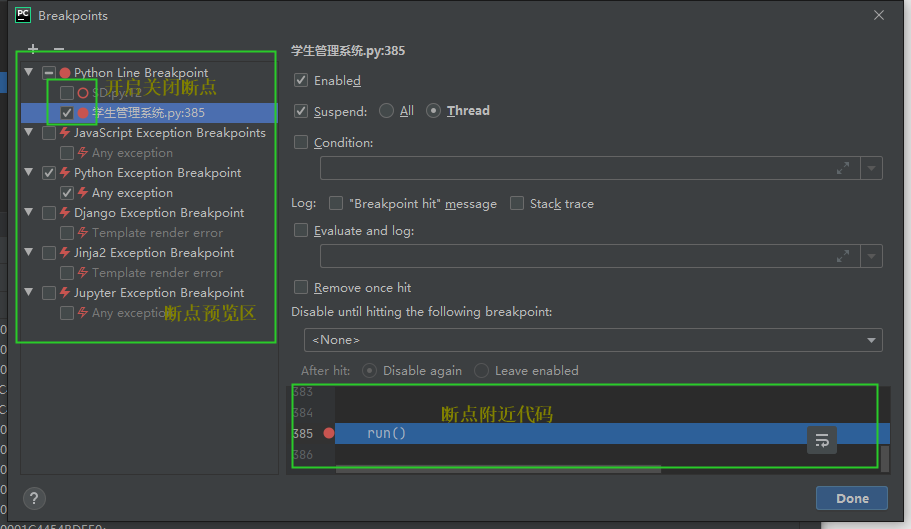 PC Breakpoints
学生管理系统.py:385
Python Line Breakpoint
开启关闭断点
学生管理系统.py:385
JavaScript Exception Breakpoints
Any exception
Python Exception Breakpoint
Any exception
Django Exception Breakpoint
Template render error
Jinja2 Exception Breakpoint
Template render error
Jupyter Exception Breakpoint
Any exception
断点预览区
Enabled
Suspend: All Thread
Condition:
Log: "Breakpoint hit" message Stack trace
Evaluate and log:
Remove once hit
Disable until hitting the following breakpoint:
<None>
After hit: Disable again Leave enabled
383
384
断点附近代码
385 run()
386
? Done